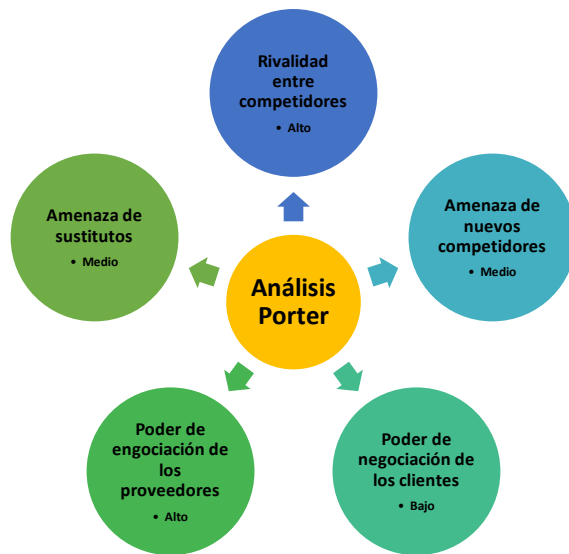 Rivalidad
entre
competidores
• Alto
Amenaza de
nuevos
competidores
• Medio
Poder de
negociación de
los clientes
• Bajo
Poder de
engociación de
los
proveedores
• Alto
Amenaza de
sustitutos
• Medio
Análisis
Porter